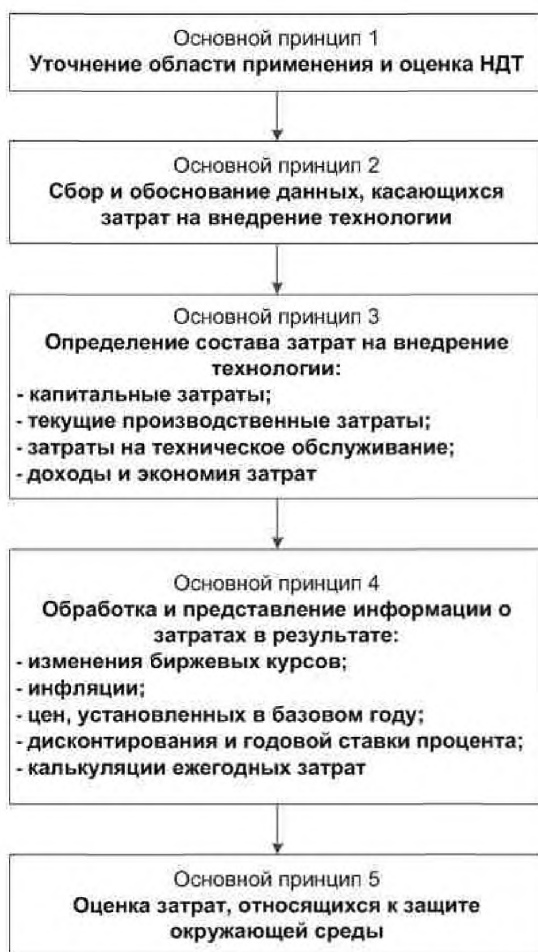 Основной принцип 1
Уточнение области применения и оценка НДТ
Основной принцип 2
Сбор и обоснование данных, касающихся
затрат на внедрение технологии
Основной принцип 3
Определение состава затрат на внедрение
технологии:
- капитальные затраты;
- текущие производственные затраты;
- затраты на техническое обслуживание;
- доходы и экономия затрат
Основной принцип 4
Обработка и представление информации о
затратах в результате:
- изменения биржевых курсов;
- инфляции;
- цен, установленных в базовом году;
- дисконтирования и годовой ставки процента;
- калькуляции ежегодных затрат
Основной принцип 5
Оценка затрат, относящихся к защите
окружающей среды